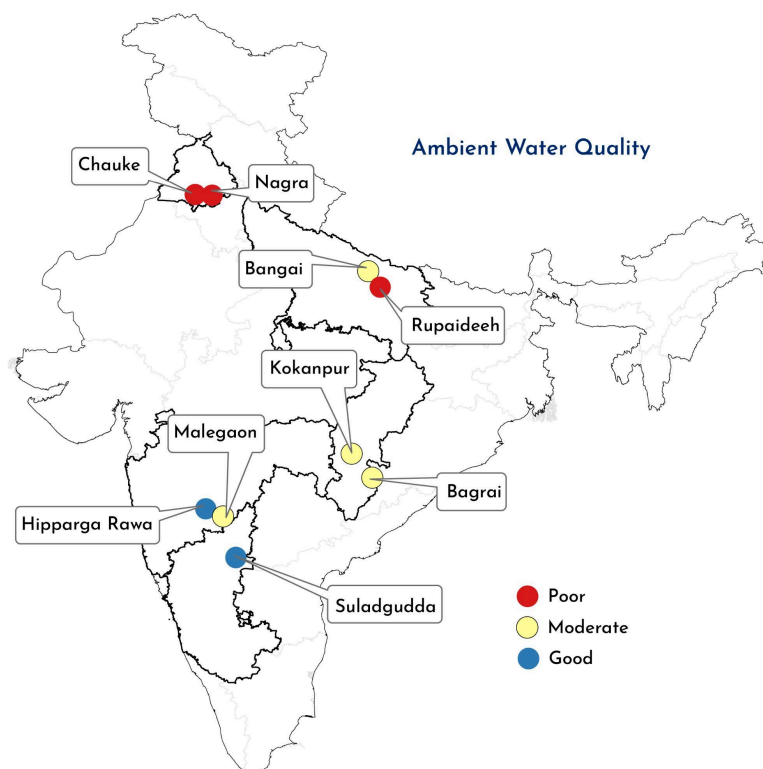 Ambient Water Quality
Chauke
Nagra
Bangai
Rupaideeh
Kokanpur
Malegaon
Bagrai
Hipparga Rawa
Suladgudda
Poor
Moderate
Good